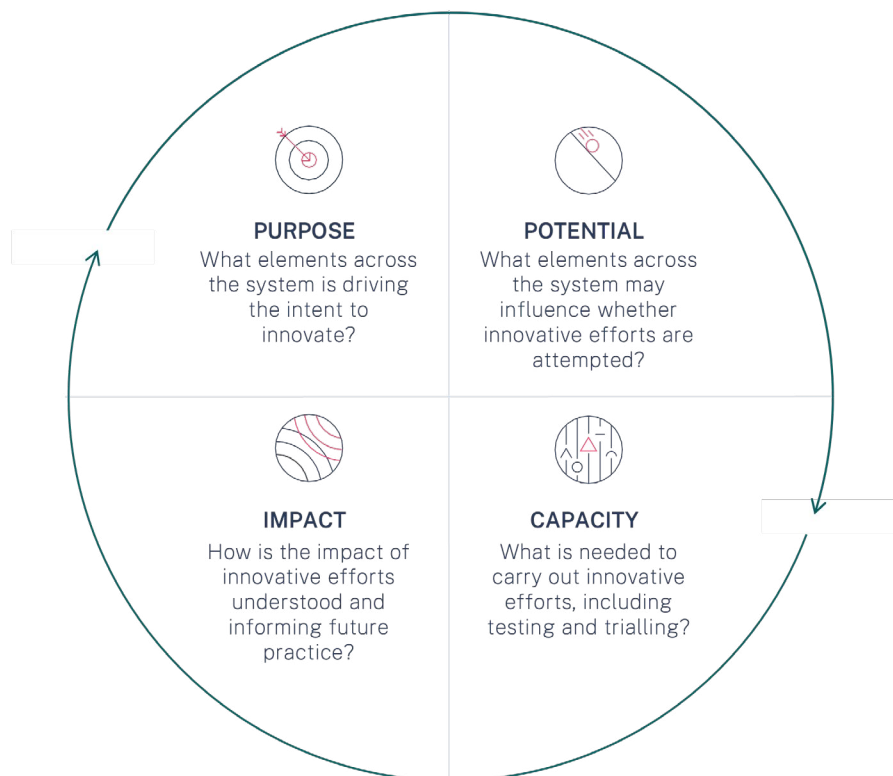 PURPOSE
What elements across
the system is driving
the intent to
innovate?
POTENTIAL
What elements across
the system may
influence whether
innovative efforts are
attempted?
IMPACT
How is the impact of
innovative efforts
understood and
informing future
practice?
CAPACITY
What is needed to
carry out innovative
efforts, including
testing and trialling?